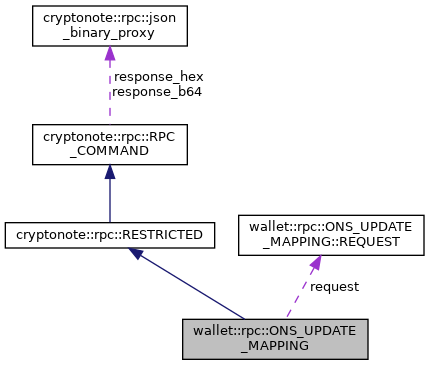 cryptonote::rpc::json
_binary_proxy
response_hex
response_b64
cryptonote::rpc::RPC
_COMMAND
cryptonote::rpc::RESTRICTED
wallet::rpc::ONS_UPDATE
_MAPPING::REQUEST
request
wallet::rpc::ONS_UPDATE
_MAPPING